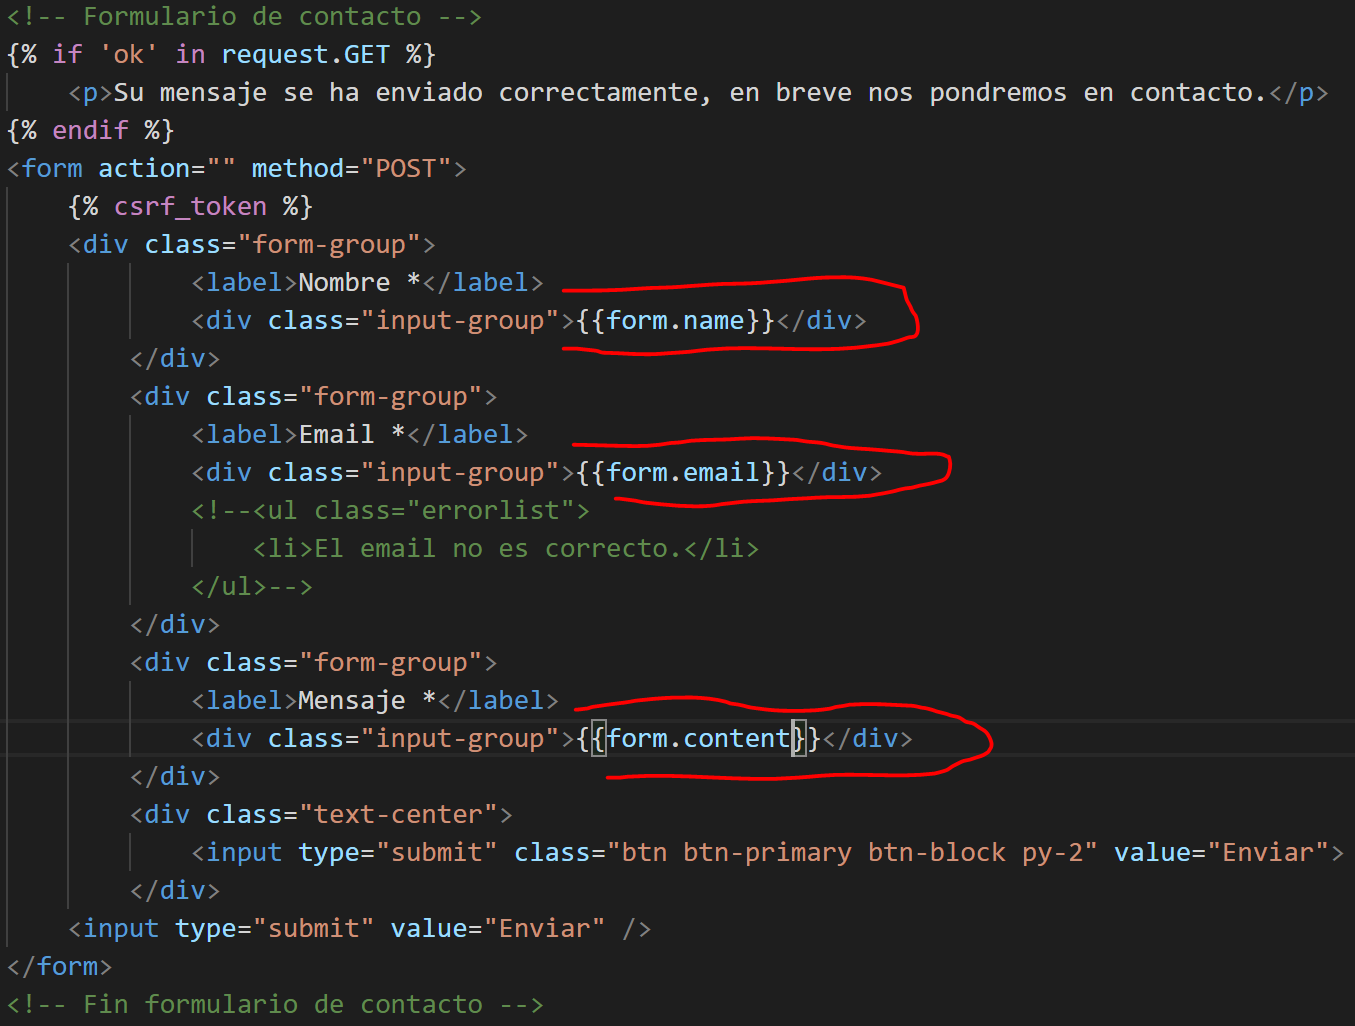 <!-- Formulario de contacto -->
{% if 'ok' in request.GET %}
    <p>Su mensaje se ha enviado correctamente, en breve nos pondremos en contacto.</p>
{% endif %}
<form action="" method="POST">
    {% csrf_token %}
    <div class="form-group">
            <label>Nombre *</label>
            <div class="input-group">{{form.name}}</div>
        </div>
        <div class="form-group">
            <label>Email *</label>
            <div class="input-group">{{form.email}}</div>
            <!--<ul class="errorlist">
                <li>El email no es correcto.</li>
            </ul>-->
        </div>
        <div class="form-group">
            <label>Mensaje *</label>
            <div class="input-group">{{form.content}}</div>
        </div>
        <div class="text-center">
            <input type="submit" class="btn btn-primary btn-block py-2" value="Enviar">
        </div>
    <input type="submit" value="Enviar" />
</form>
<!-- Fin formulario de contacto -->